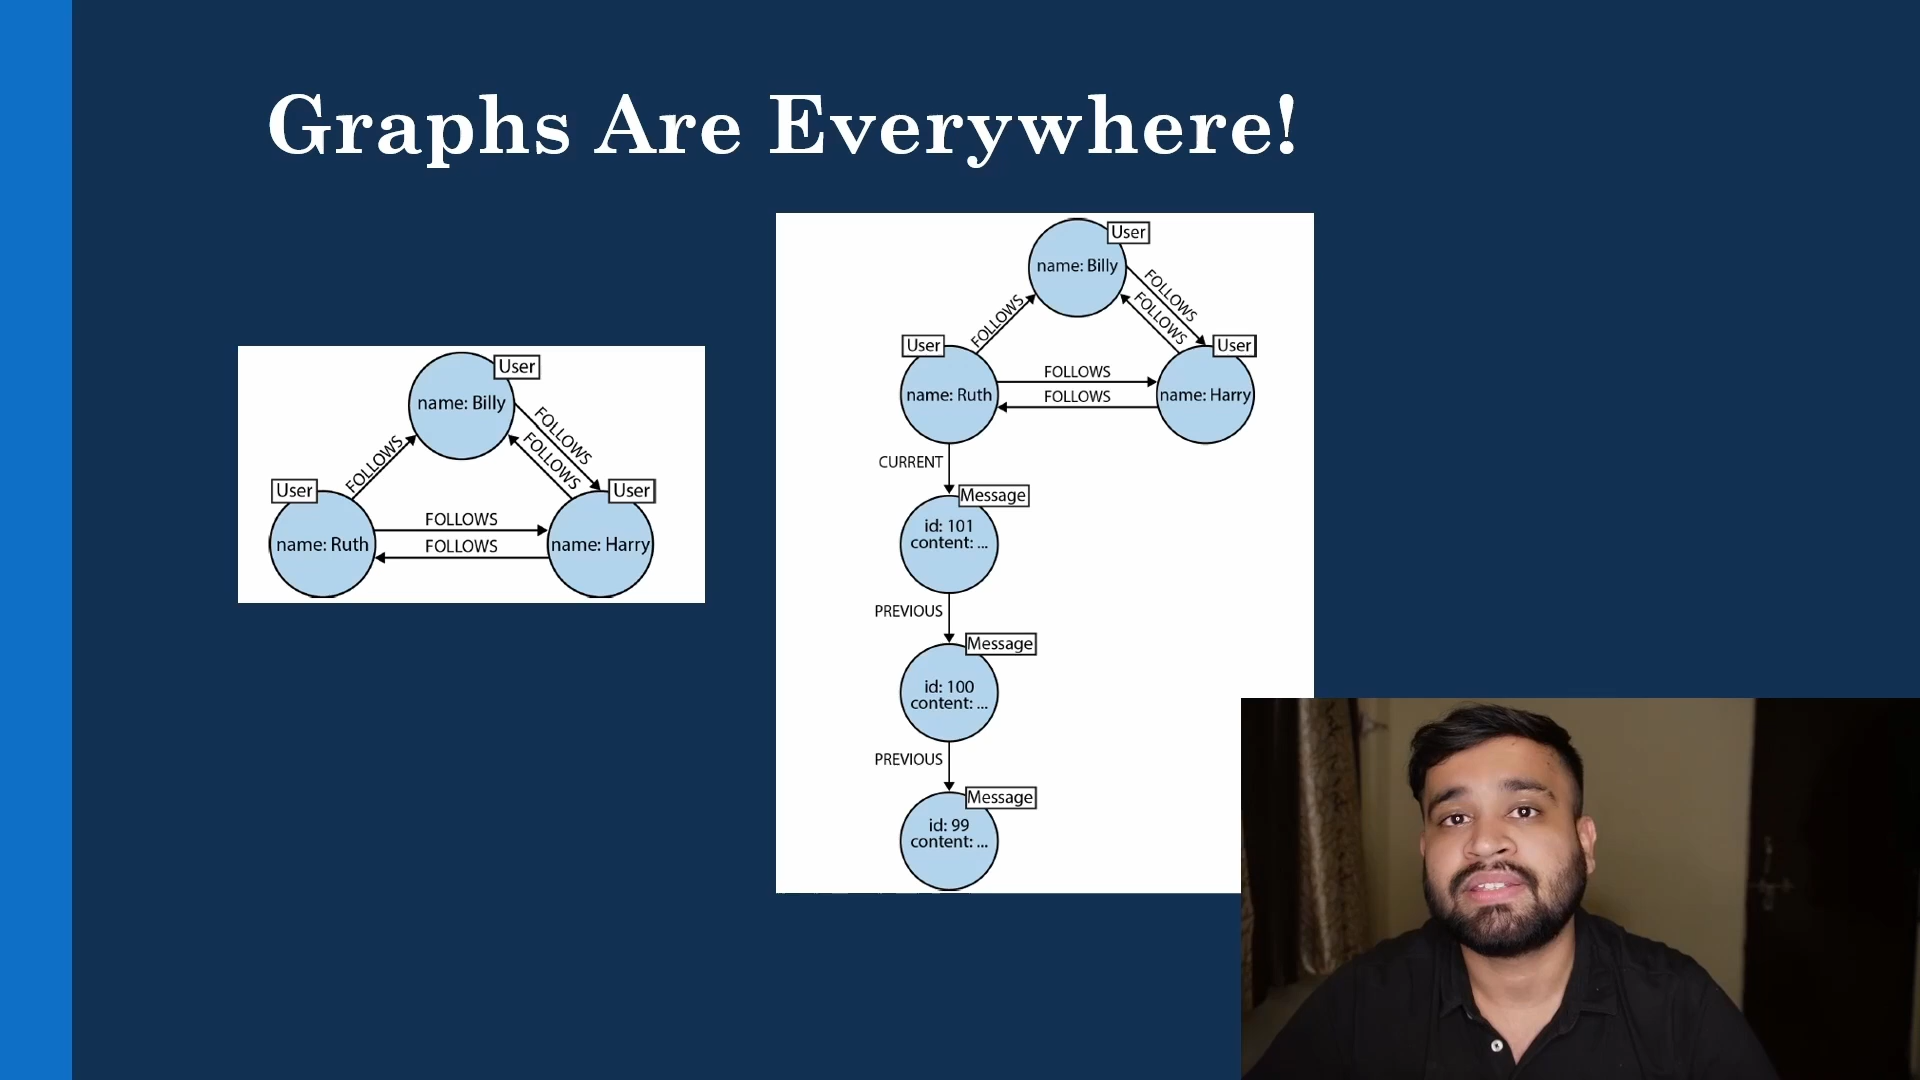 Graphs Are Everywhere!
User
name: Billy
FOLLOWS
FOLLOWS
FOLLOWS
User
User
FOLLOWS
name: Ruth
name: Harry
FOLLOWS
User
name: Billy
FOLLOWS
FOLLOWS
FOLLOWS
User
User
FOLLOWS
name: Ruth
name: Harry
FOLLOWS
CURRENT
Message
id: 101
content: ...
PREVIOUS
Message
id: 100
content: ...
PREVIOUS
Message
id: 99
content: ...